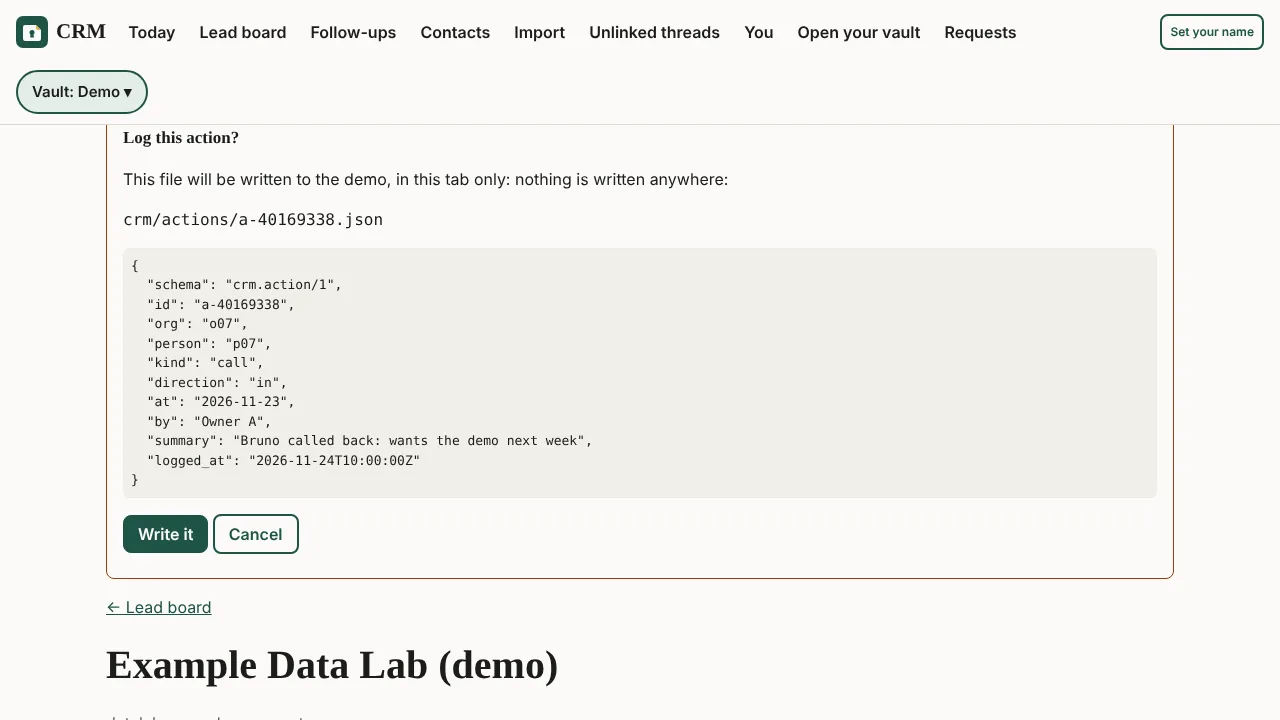 CRM Today Lead board Follow-ups Contacts Import Unlinked threads You Open your vault Requests Set your name
Vault: Demo ▾
Log this action?
This file will be written to the demo, in this tab only: nothing is written anywhere:
crm/actions/a-40169338.json
{
  "schema": "crm.action/1",
  "id": "a-40169338",
  "org": "o07",
  "person": "p07",
  "kind": "call",
  "direction": "in",
  "at": "2026-11-23",
  "by": "Owner A",
  "summary": "Bruno called back: wants the demo next week",
  "logged_at": "2026-11-24T10:00:00Z"
}
Write it Cancel
← Lead board
Example Data Lab (demo)